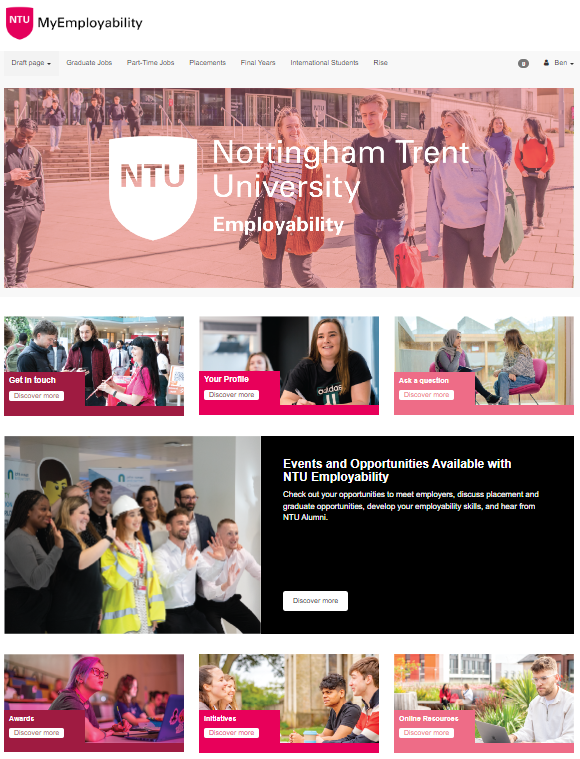 NTU MyEmployability
Draft page Graduate Jobs Part-Time Jobs Placements Final Years International Students Rise 0 Ben
NTU
Nottingham Trent
University
Employability
Get in touch
Discover more
Your Profile
Discover more
Ask a question
Discover more
Events and Opportunities Available with
NTU Employability
Check out your opportunities to meet employers, discuss placement and
graduate opportunities, develop your employability skills, and hear from
NTU Alumni.
Discover more
Awards
Discover more
Initiatives
Discover more
Online Resources
Discover more